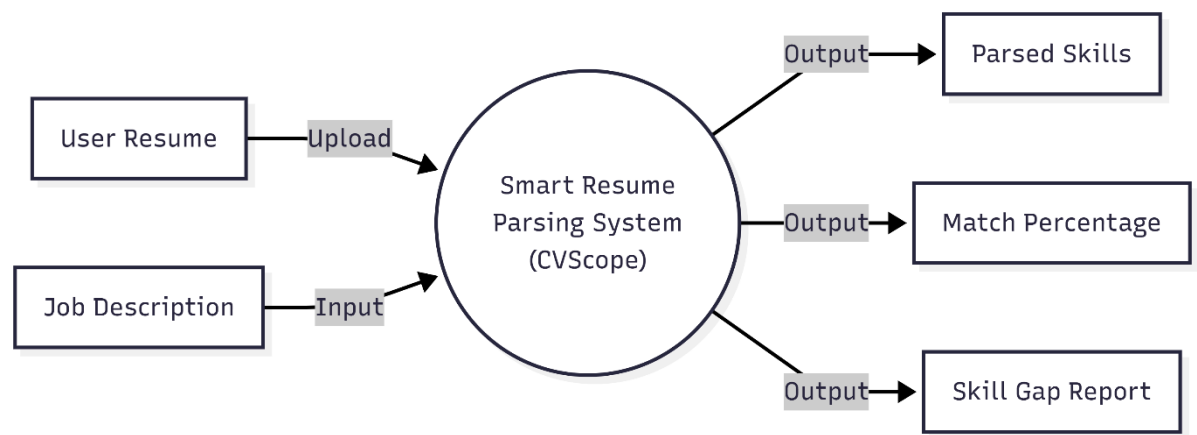 User Resume
Upload
Job Description
Input
Smart Resume
Parsing System
(CVScope)
Output
Parsed Skills
Output
Match Percentage
Output
Skill Gap Report